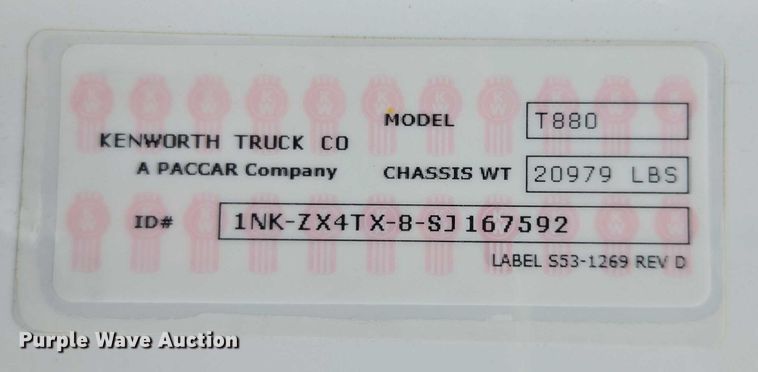 KENWORTH TRUCK CO
A PACCAR Company
MODEL T880
CHASSIS WT 20979 LBS
ID# 1NK-ZX4TX-8-SJ167592
LABEL S53-1269 REV D
Purple Wave Auction